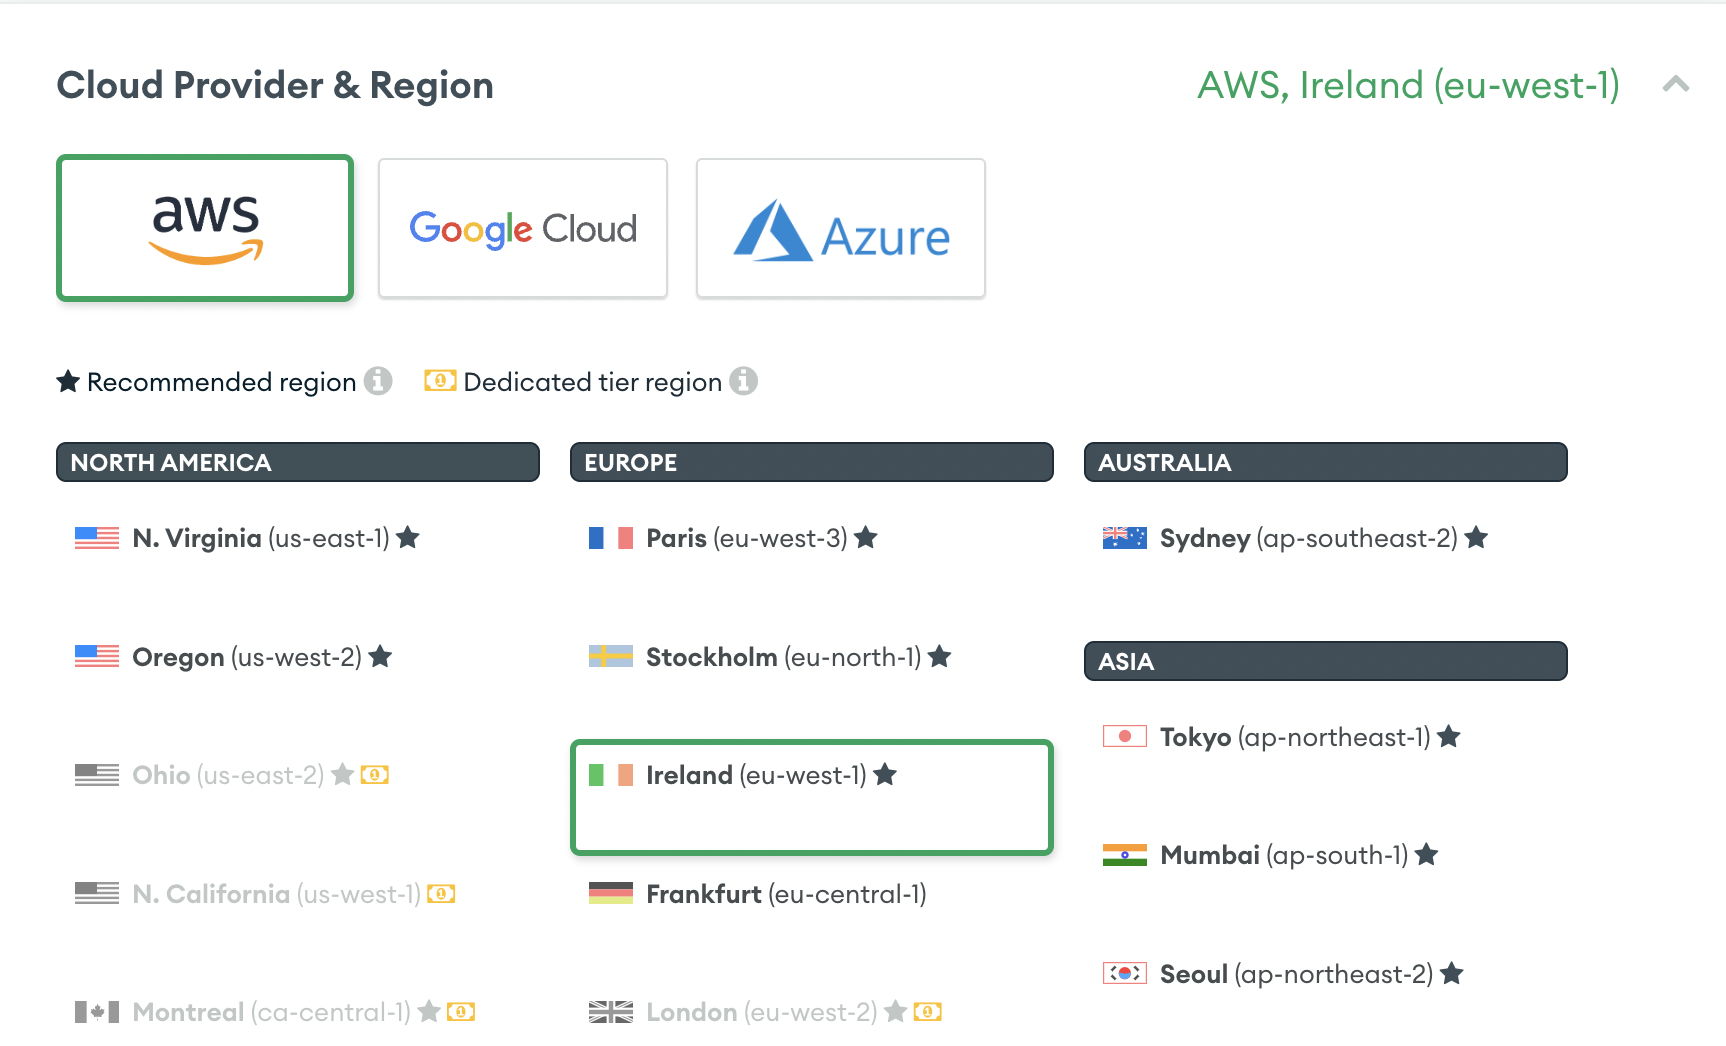 Cloud Provider & Region
AWS, Ireland (eu-west-1)
aws
Google Cloud
Azure
Recommended region
Dedicated tier region
NORTH AMERICA
N. Virginia (us-east-1)
Oregon (us-west-2)
Ohio (us-east-2)
N. California (us-west-1)
Montreal (ca-central-1)
EUROPE
Paris (eu-west-3)
Stockholm (eu-north-1)
Ireland (eu-west-1)
Frankfurt (eu-central-1)
London (eu-west-2)
AUSTRALIA
Sydney (ap-southeast-2)
ASIA
Tokyo (ap-northeast-1)
Mumbai (ap-south-1)
Seoul (ap-northeast-2)